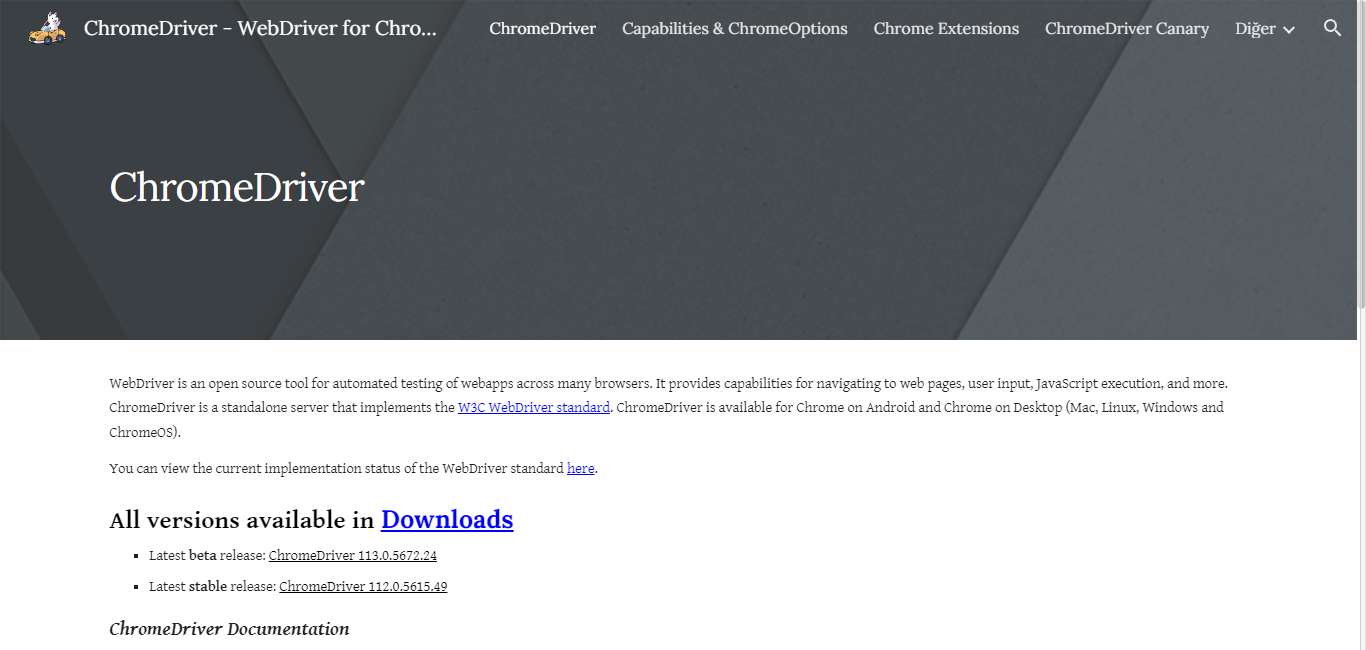 ChromeDriver - WebDriver for Chro...
ChromeDriver
Capabilities & ChromeOptions
Chrome Extensions
ChromeDriver Canary
Diğer
ChromeDriver
WebDriver is an open source tool for automated testing of webapps across many browsers. It provides capabilities for navigating to web pages, user input, JavaScript execution, and more.
ChromeDriver is a standalone server that implements the W3C WebDriver standard. ChromeDriver is available for Chrome on Android and Chrome on Desktop (Mac, Linux, Windows and
ChromeOS).
You can view the current implementation status of the WebDriver standard here.
All versions available in Downloads
Latest beta release: ChromeDriver 113.0.5672.24
Latest stable release: ChromeDriver 112.0.5615.49
ChromeDriver Documentation